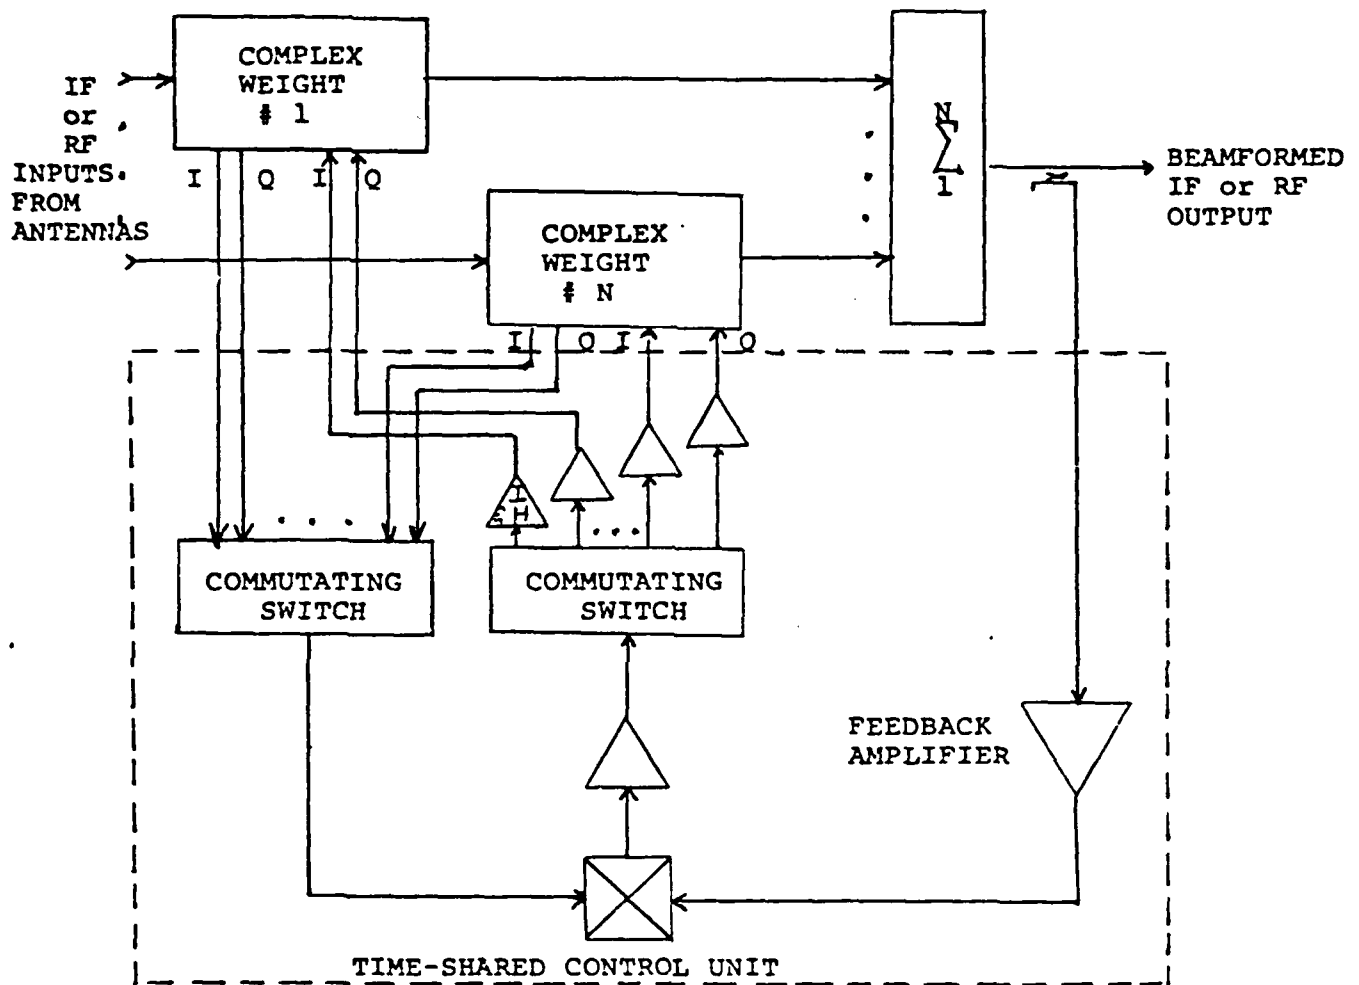 COMPLEX
WEIGHT
# 1
IF
or
RF
INPUTS
FROM
ANTENNAS
I Q I Q
COMPLEX
WEIGHT
# N
I Q I Q
N
∑
1
BEAMFORMED
IF or RF
OUTPUT
. . .
COMMUTATING
SWITCH
...
COMMUTATING
SWITCH
FEEDBACK
AMPLIFIER
TIME-SHARED CONTROL UNIT